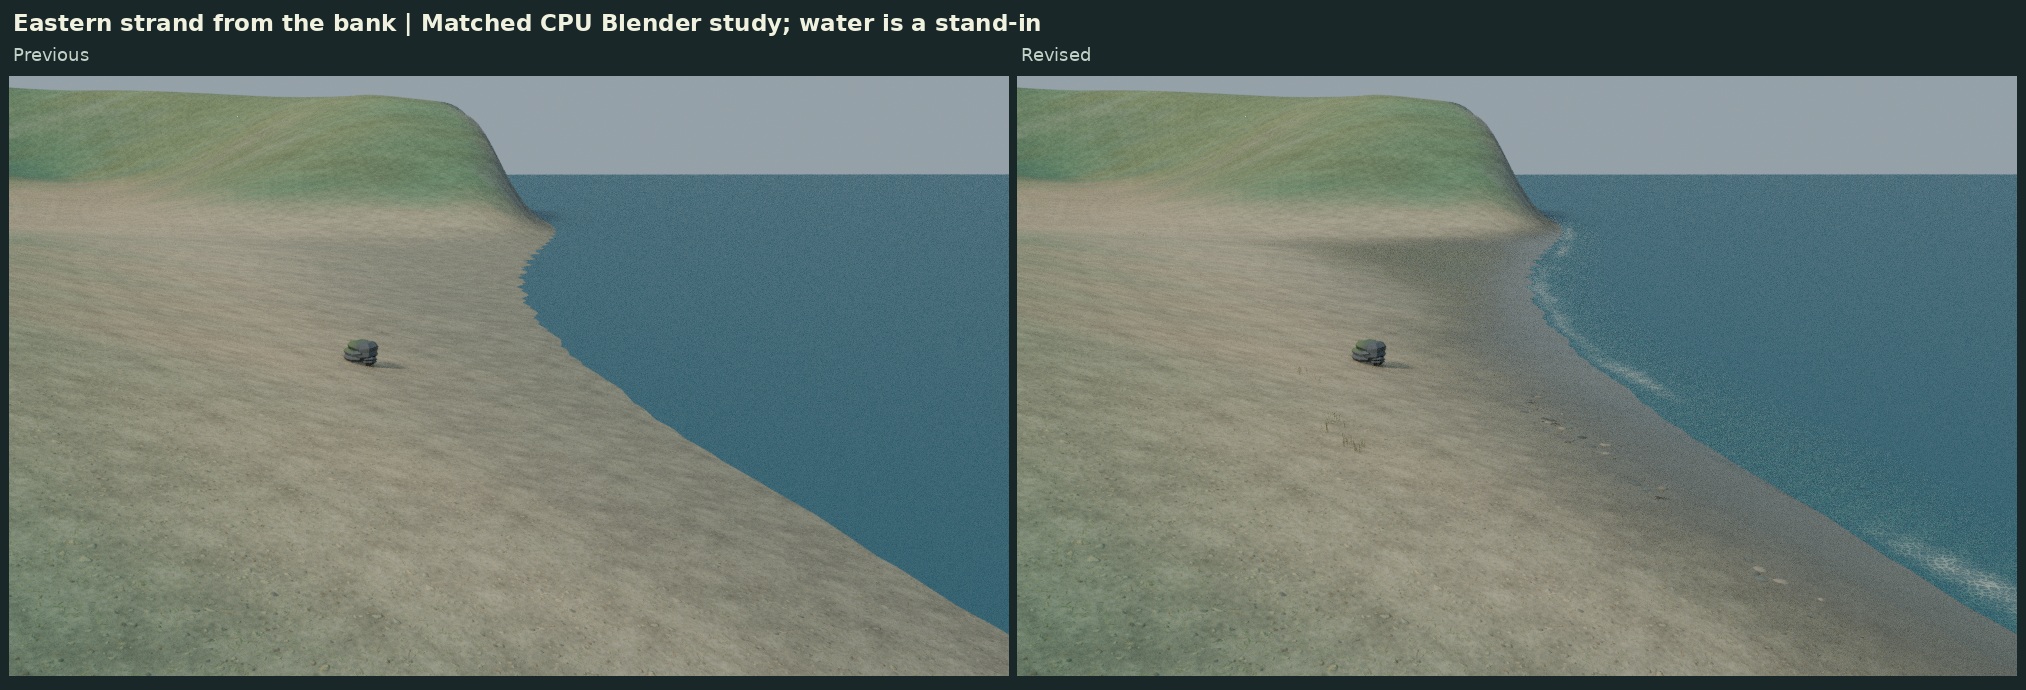 Eastern strand from the bank | Matched CPU Blender study; water is a stand-in
Previous
Revised